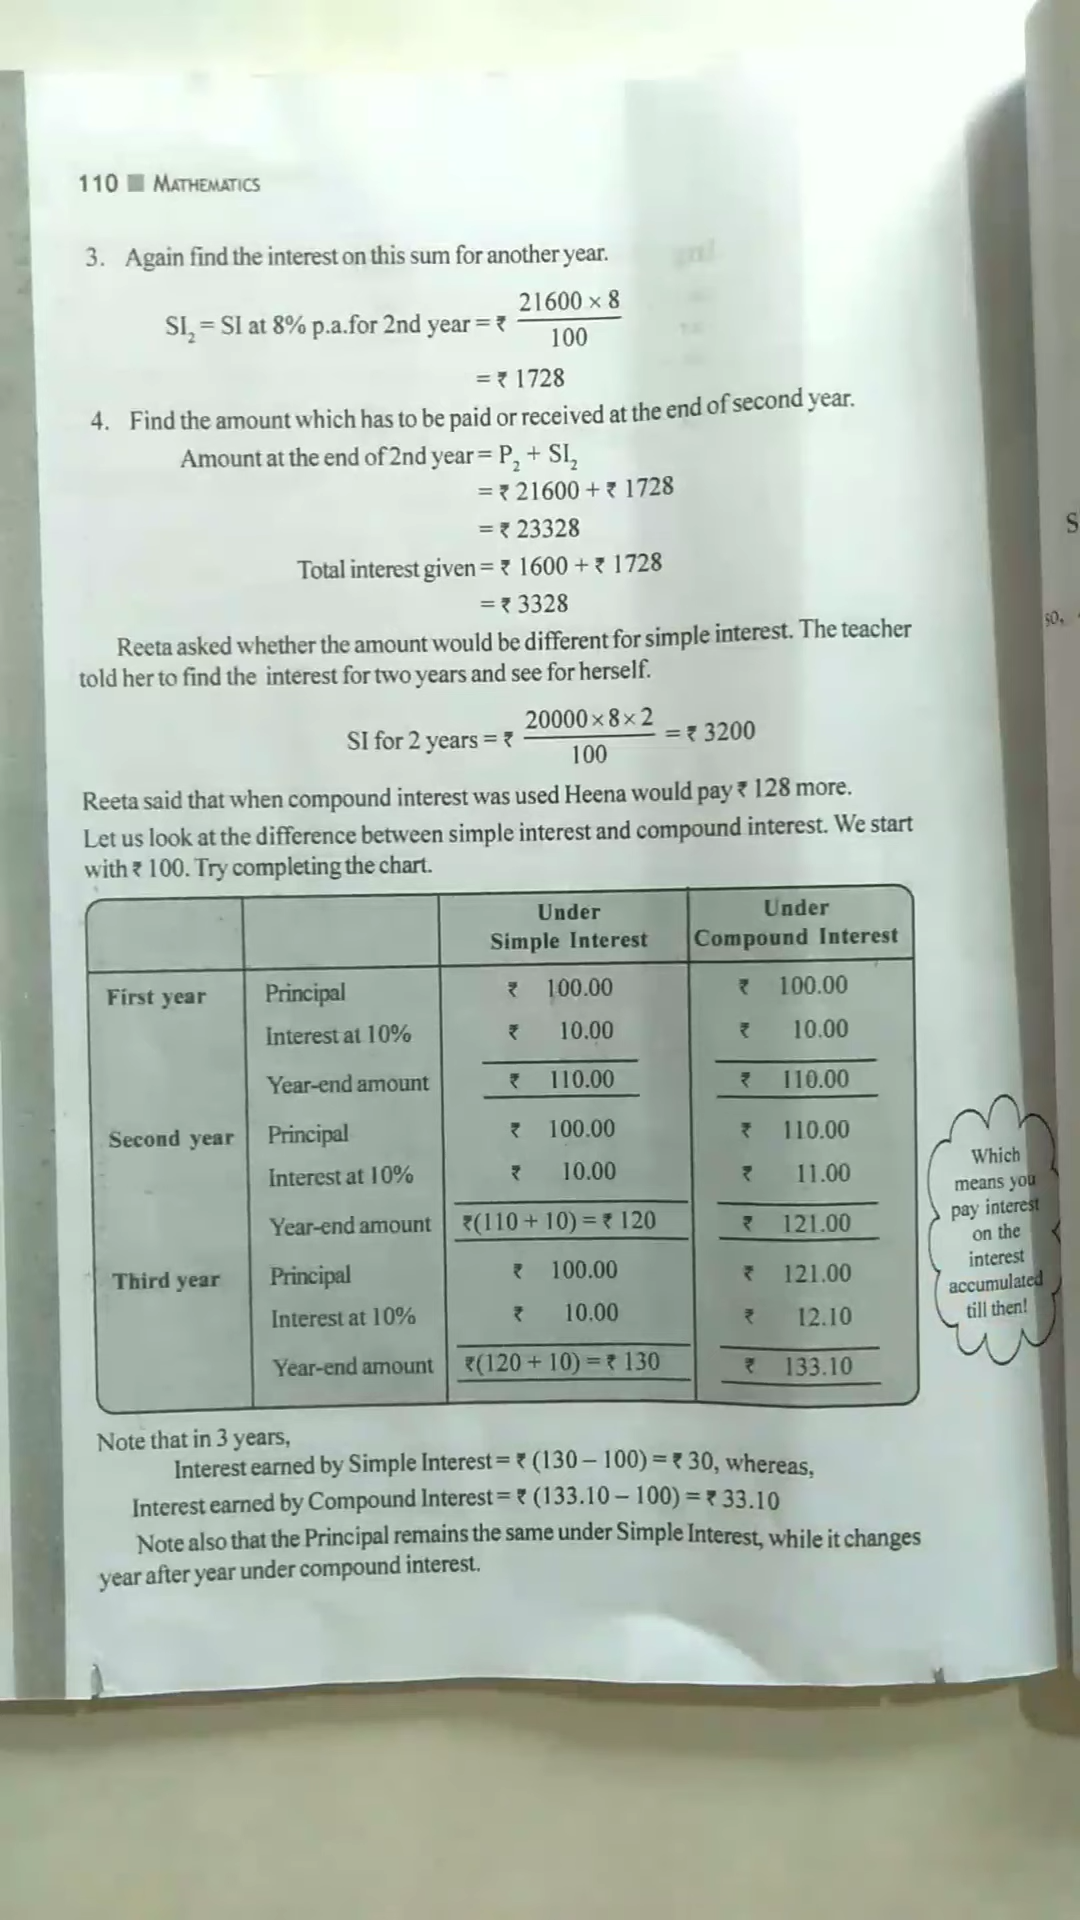 110 ■ MATHEMATICS
3. Again find the interest on this sum for another year.
SI₂ = SI at 8% p.a.for 2nd year = ₹ 21600 × 8 / 100
= ₹ 1728
4. Find the amount which has to be paid or received at the end of second year.
Amount at the end of 2nd year = P₂ + SI₂
= ₹ 21600 + ₹ 1728
= ₹ 23328
Total interest given = ₹ 1600 + ₹ 1728
= ₹ 3328
Reeta asked whether the amount would be different for simple interest. The teacher
told her to find the interest for two years and see for herself.
SI for 2 years = ₹ 20000 × 8 × 2 / 100 = ₹ 3200
Reeta said that when compound interest was used Heena would pay ₹ 128 more.
Let us look at the difference between simple interest and compound interest. We start
with ₹ 100. Try completing the chart.
Under Under
Simple Interest Compound Interest
First year Principal ₹ 100.00 ₹ 100.00
Interest at 10% ₹ 10.00 ₹ 10.00
Year-end amount ₹ 110.00 ₹ 110.00
Second year Principal ₹ 100.00 ₹ 110.00
Interest at 10% ₹ 10.00 ₹ 11.00
Year-end amount ₹(110 + 10) = ₹ 120 ₹ 121.00
Third year Principal ₹ 100.00 ₹ 121.00
Interest at 10% ₹ 10.00 ₹ 12.10
Year-end amount ₹(120 + 10) = ₹ 130 ₹ 133.10
Which
means you
pay interest
on the
interest
accumulated
till then!
Note that in 3 years,
Interest earned by Simple Interest = ₹ (130 – 100) = ₹ 30, whereas,
Interest earned by Compound Interest = ₹ (133.10 – 100) = ₹ 33.10
Note also that the Principal remains the same under Simple Interest, while it changes
year after year under compound interest.